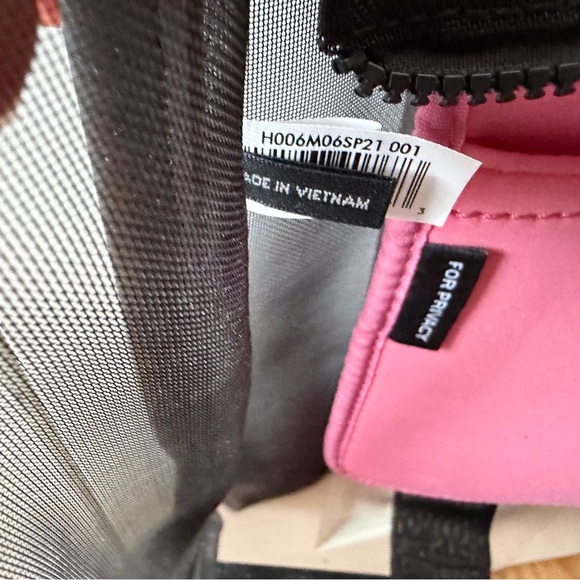 H006M06SP21 001
ADE IN VIETNAM
3
FOR PRIVACY